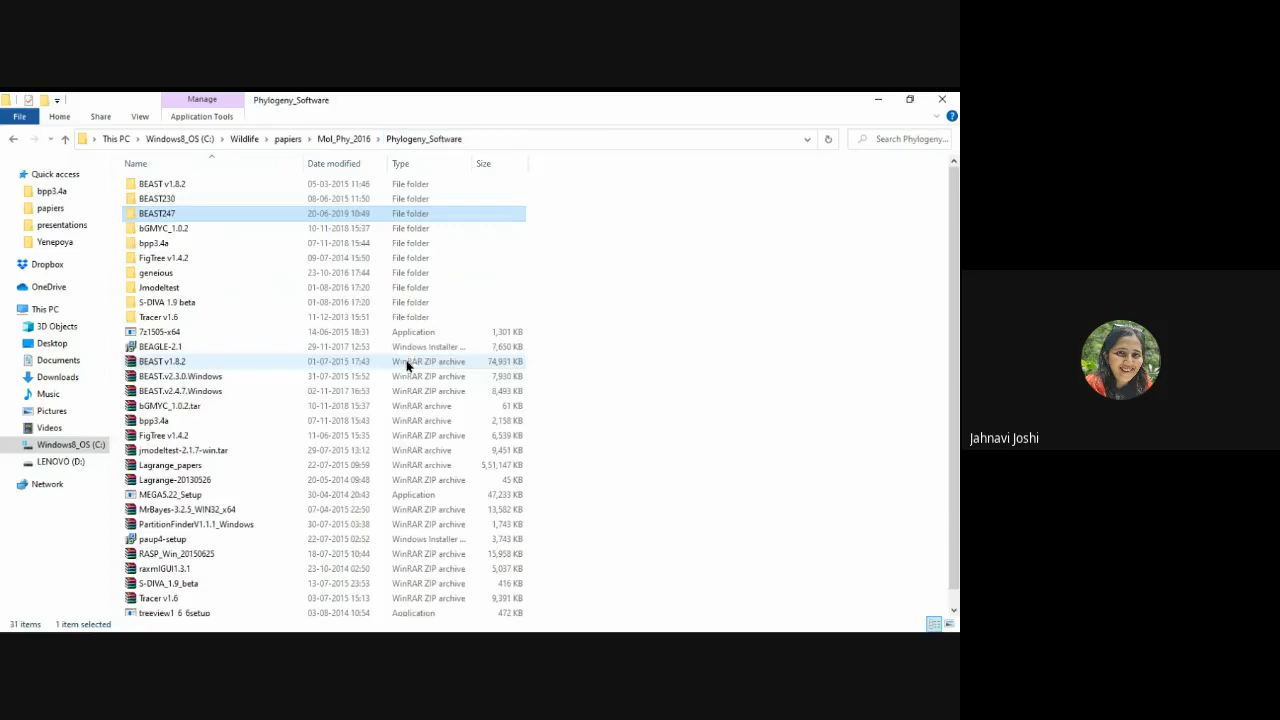 Manage
Phylogeny_Software
File
Home
Share
View
Application Tools
This PC
Windows8_OS (C:)
Wildlife
papiers
Mol_Phy_2016
Phylogeny_Software
Search Phylogeny...
Name
Date modified
Type
Size
Quick access
bpp3.4a
papiers
presentations
Yenepoya
Dropbox
OneDrive
This PC
3D Objects
Desktop
Documents
Downloads
Music
Pictures
Videos
Windows8_OS (C:)
LENOVO (D:)
Network
BEAST v1.8.2 05-03-2015 11:46 File folder
BEAST230 08-06-2015 11:50 File folder
BEAST247 20-06-2019 10:49 File folder
bGMYC_1.0.2 10-11-2018 15:37 File folder
bpp3.4a 07-11-2018 15:44 File folder
FigTree v1.4.2 09-07-2014 15:50 File folder
geneious 23-10-2016 17:44 File folder
Jmodeltest 01-08-2016 17:20 File folder
S-DIVA 1.9 beta 01-08-2016 17:20 File folder
Tracer v1.6 11-12-2013 15:51 File folder
7z1505-x64 14-06-2015 18:31 Application 1,301 KB
BEAGLE-2.1 29-11-2017 12:53 Windows Installer ... 7,650 KB
BEAST v1.8.2 01-07-2015 17:43 WinRAR ZIP archive 74,931 KB
BEAST.v2.3.0.Windows 31-07-2015 15:52 WinRAR ZIP archive 7,930 KB
BEAST.v2.4.7.Windows 02-11-2017 16:53 WinRAR ZIP archive 8,493 KB
bGMYC_1.0.2.tar 10-11-2018 15:37 WinRAR archive 61 KB
bpp3.4a 07-11-2018 15:43 WinRAR archive 2,158 KB
FigTree v1.4.2 11-06-2015 15:35 WinRAR ZIP archive 6,539 KB
jmodeltest-2.1.7-win.tar 29-07-2015 13:12 WinRAR archive 9,451 KB
Lagrange_papers 22-07-2015 09:59 WinRAR archive 5,51,147 KB
Lagrange-20130526 20-05-2014 09:48 WinRAR archive 45 KB
MEGA5.22_Setup 30-04-2014 20:43 Application 47,233 KB
MrBayes-3.2.5_WIN32_x64 07-04-2015 22:50 WinRAR ZIP archive 13,582 KB
PartitionFinderV1.1.1_Windows 30-07-2015 03:38 WinRAR ZIP archive 1,743 KB
paup4-setup 22-07-2015 02:52 Windows Installer ... 3,743 KB
RASP_Win_20150625 18-07-2015 10:44 WinRAR ZIP archive 15,958 KB
raxmlGUI1.3.1 23-10-2014 02:50 WinRAR ZIP archive 5,037 KB
S-DIVA_1.9_beta 13-07-2015 23:53 WinRAR ZIP archive 416 KB
Tracer v1.6 03-07-2015 15:13 WinRAR ZIP archive 9,391 KB
treeview1_6_6setup 03-08-2014 10:54 Application 472 KB
31 items
1 item selected
Jahnavi Joshi